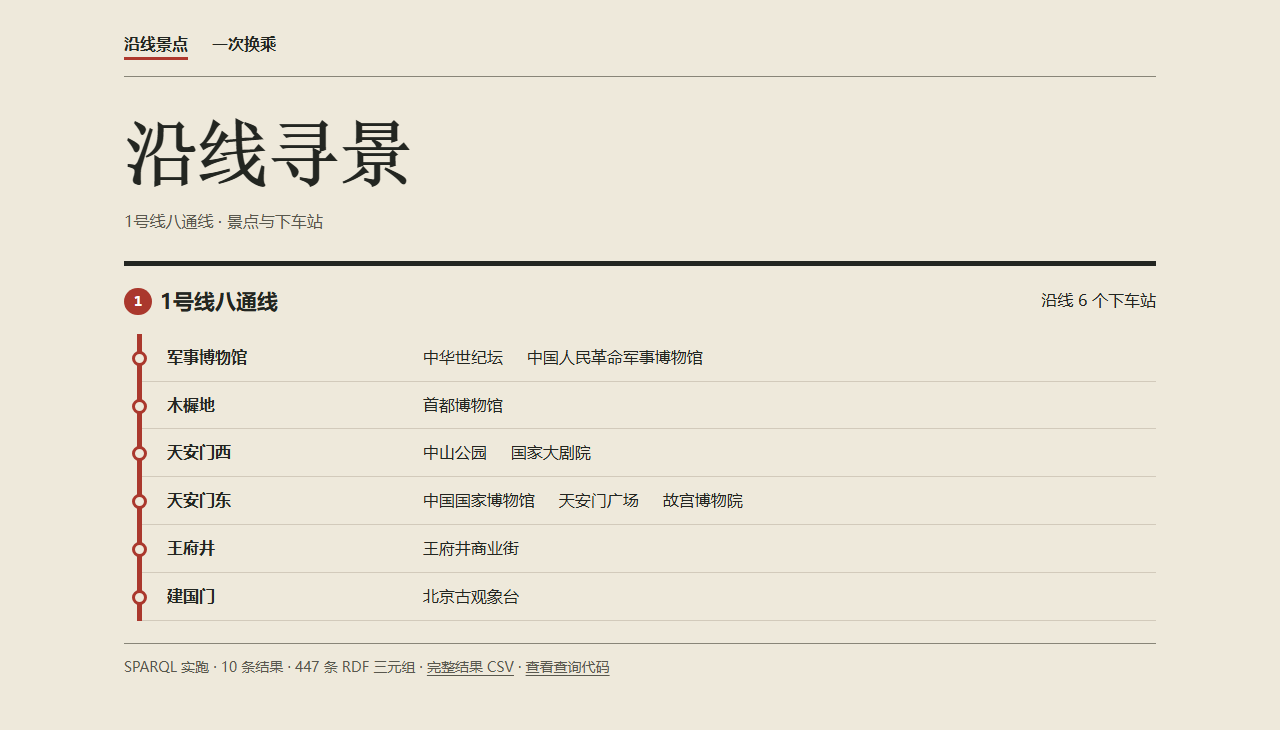 沿线景点 一次换乘
沿线寻景
1号线八通线 · 景点与下车站
1 1号线八通线 沿线 6 个下车站
军事博物馆 中华世纪坛 中国人民革命军事博物馆
木樨地 首都博物馆
天安门西 中山公园 国家大剧院
天安门东 中国国家博物馆 天安门广场 故宫博物院
王府井 王府井商业街
建国门 北京古观象台
SPARQL 实跑 · 10 条结果 · 447 条 RDF 三元组 · 完整结果 CSV · 查看查询代码